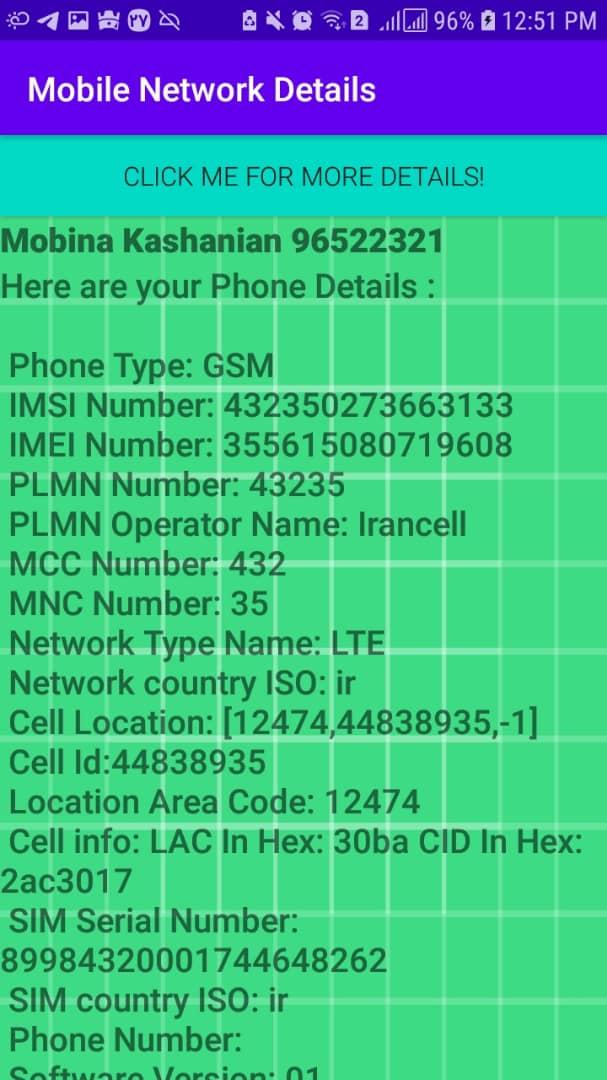 96% 12:51 PM
Mobile Network Details
CLICK ME FOR MORE DETAILS!
Mobina Kashanian 96522321
Here are your Phone Details :
Phone Type: GSM
IMSI Number: 432350273663133
IMEI Number: 355615080719608
PLMN Number: 43235
PLMN Operator Name: Irancell
MCC Number: 432
MNC Number: 35
Network Type Name: LTE
Network country ISO: ir
Cell Location: [12474,44838935,-1]
Cell Id:44838935
Location Area Code: 12474
Cell info: LAC In Hex: 30ba CID In Hex:
2ac3017
SIM Serial Number:
89984320001744648262
SIM country ISO: ir
Phone Number:
Software Version: 01